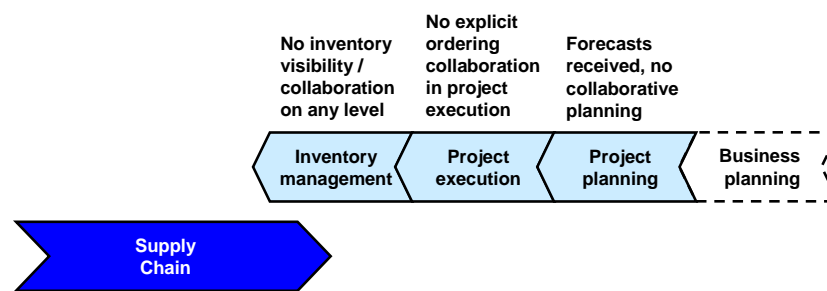 No inventory
visibility /
collaboration
on any level
No explicit
ordering
collaboration
in project
execution
Forecasts
received, no
collaborative
planning
Inventory
management
Project
execution
Project
planning
Business
planning
Supply
Chain